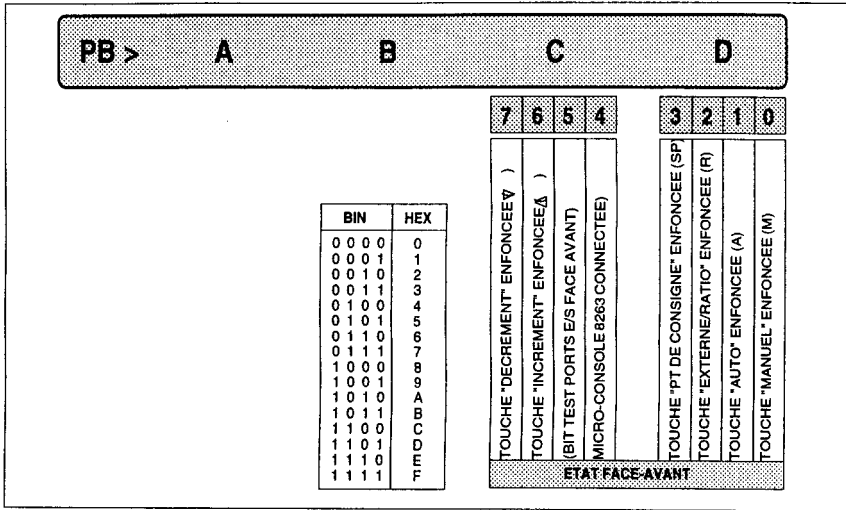 PB > A B C D
7 6 5 4 3 2 1 0
TOUCHE "DECREMENT" ENFONCEE ∇ )
TOUCHE "INCREMENT" ENFONCEE Δ )
(BIT TEST PORTS E/S FACE AVANT)
MICRO-CONSOLE 8263 CONNECTEE)
TOUCHE "PT DE CONSIGNE" ENFONCEE (SP)
TOUCHE "EXTERNE/RATIO" ENFONCEE (R)
TOUCHE "AUTO" ENFONCEE (A)
TOUCHE "MANUEL" ENFONCEE (M)
BIN HEX
0 0 0 0 0
0 0 0 1 1
0 0 1 0 2
0 0 1 1 3
0 1 0 0 4
0 1 0 1 5
0 1 1 0 6
0 1 1 1 7
1 0 0 0 8
1 0 0 1 9
1 0 1 0 A
1 0 1 1 B
1 1 0 0 C
1 1 0 1 D
1 1 1 0 E
1 1 1 1 F
ETAT FACE-AVANT